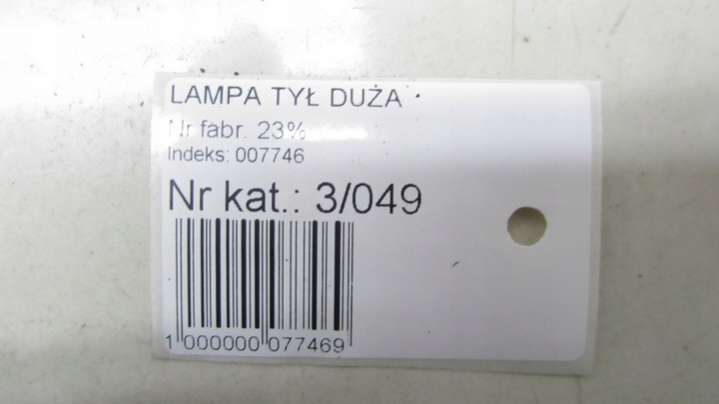 LAMPA TYŁ DUŻA
Nr fabr. 23%
Indeks: 007746
Nr kat.: 3/049
1 000000 077469